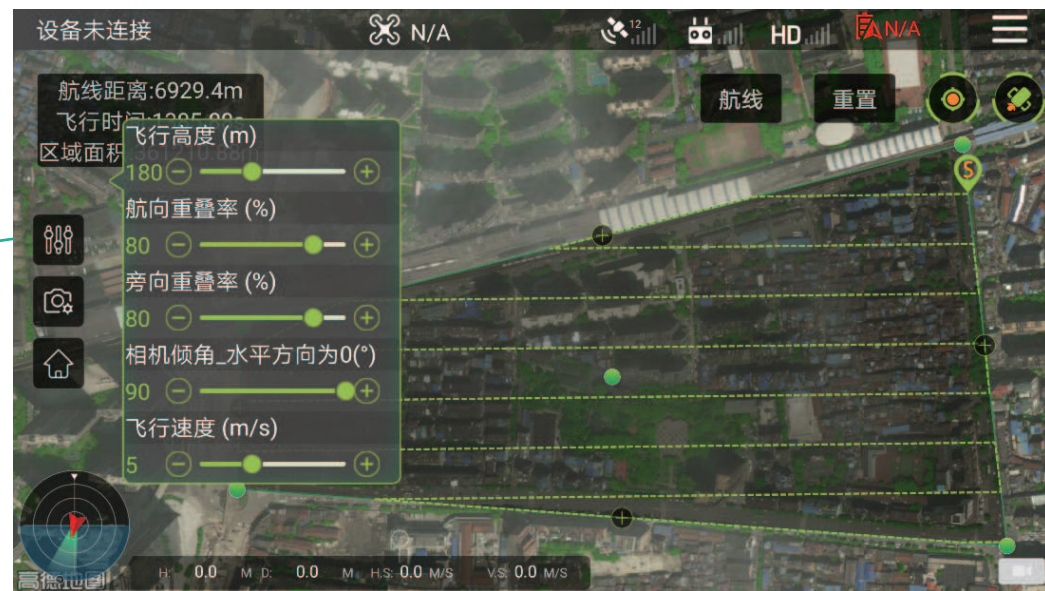 设备未连接
N/A
12
HD
N/A
航线距离:6929.4m
飞行时间:1385.88s
区域面积
航线
重置
S
飞行高度 (m)
180
航向重叠率 (%)
80
旁向重叠率 (%)
80
相机倾角_水平方向为0(°)
90
飞行速度 (m/s)
5
高德地图
H: 0.0 M D: 0.0 M H.S: 0.0 M/S V.S: 0.0 M/S